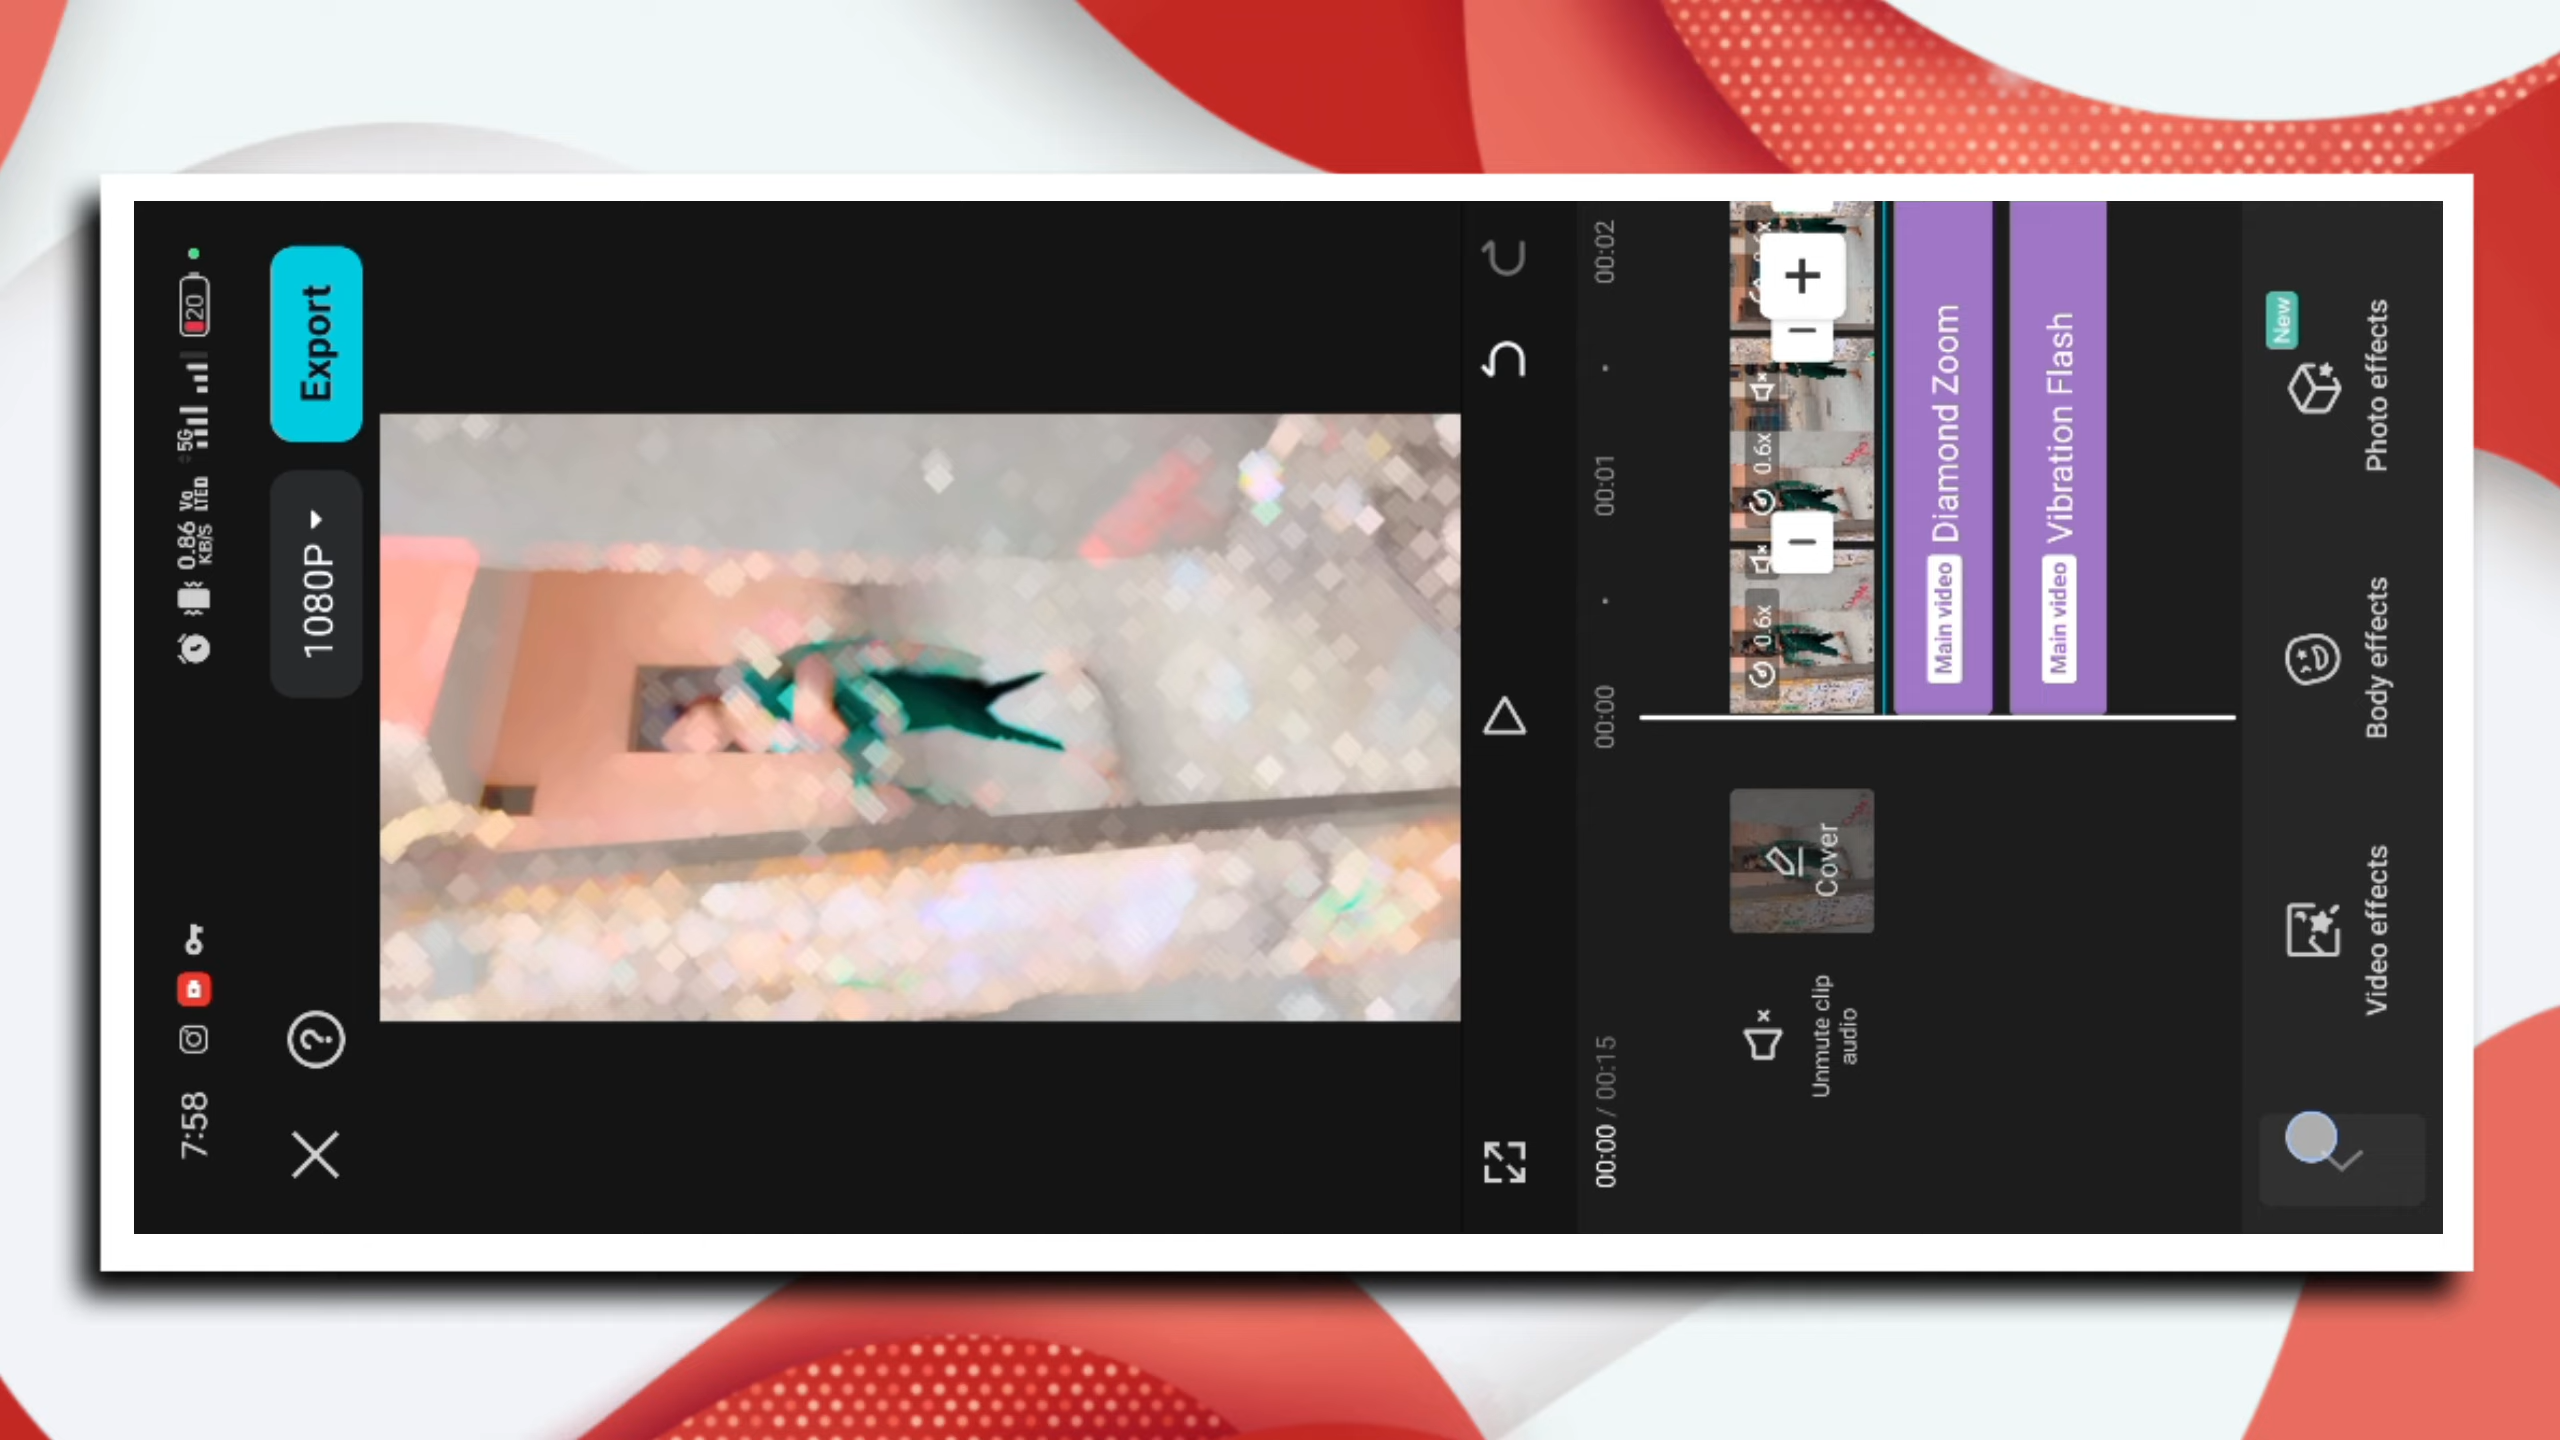 7:58
0.86 KB/S
Vo LTE
5G
20
1080P
Export
00:00 / 00:15
00:00
00:01
00:02
Unmute clip
audio
Cover
0.6x
0.6x
Main video Diamond Zoom
Main video Vibration Flash
New
Video effects
Body effects
Photo effects